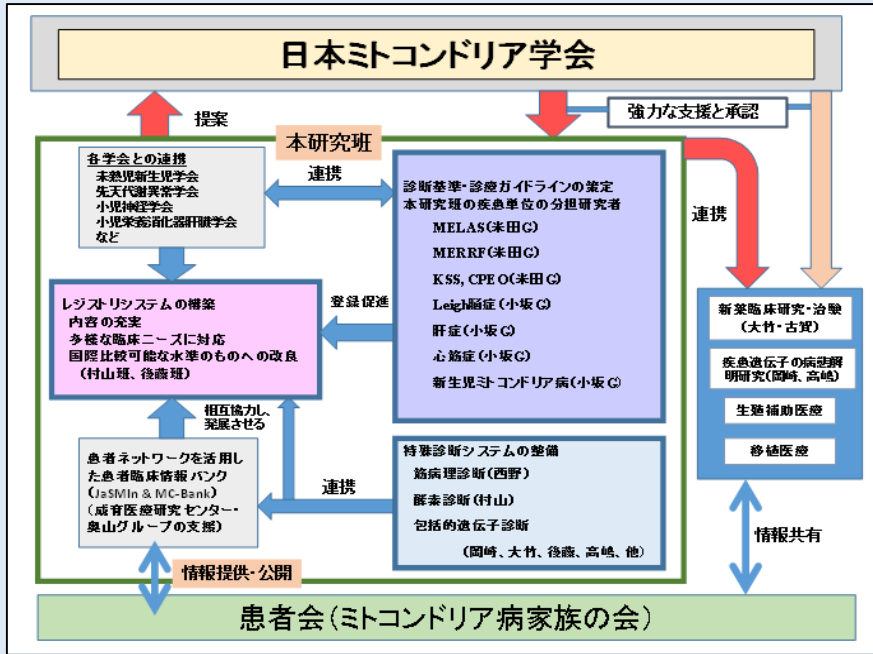 日本ミトコンドリア学会
提案
強力な支援と承認
本研究班
各学会との連携
未熟児新生児学会
先天代謝異常学会
小児神経学会
小児栄養消化器肝臓学会
など
連携
診断基準・診療ガイドラインの策定
本研究班の疾患単位の分担研究者
MELAS(米田G)
MERRF(米田G)
KSS, CPEO(米田G)
Leigh脳症(小坂G)
肝症(小坂G)
心筋症(小坂G)
新生児ミトコンドリア病(小坂G)
連携
レジストリシステムの構築
内容の充実
多様な臨床ニーズに対応
国際比較可能な水準のものへの改良
(村山班、後藤班)
登録促進
新薬臨床研究・治験
(大竹・古賀)
疾患遺伝子の病態解
明研究(岡崎、高嶋)
生殖補助医療
移植医療
相互協力し、
発展させる
患者ネットワークを活用し
た患者臨床情報バンク
(JaSMIn & MC-Bank)
(成育医療研究センター・
奥山グループの支援)
連携
特殊診断システムの整備
筋病理診断(西野)
酵素診断(村山)
包括的遺伝子診断
(岡崎、大竹、後藤、高嶋、他)
情報共有
情報提供・公開
患者会(ミトコンドリア病家族の会)